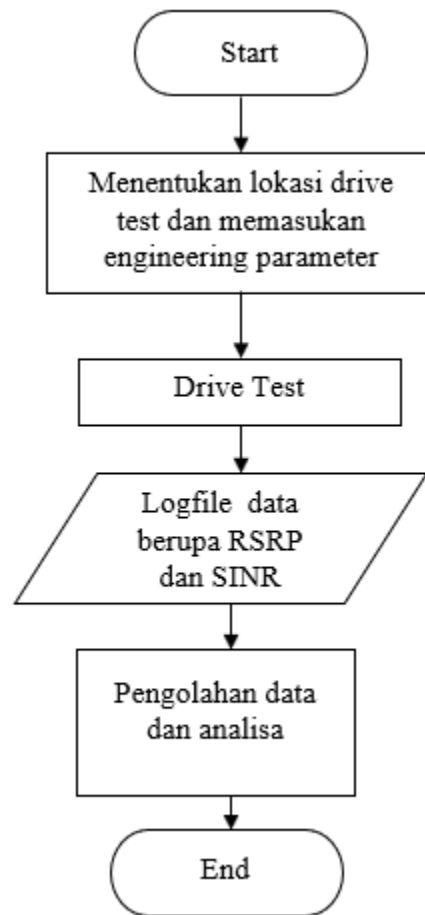 Start
Menentukan lokasi drive
test dan memasukan
engineering parameter
Drive Test
Logfile data
berupa RSRP
dan SINR
Pengolahan data
dan analisa
End